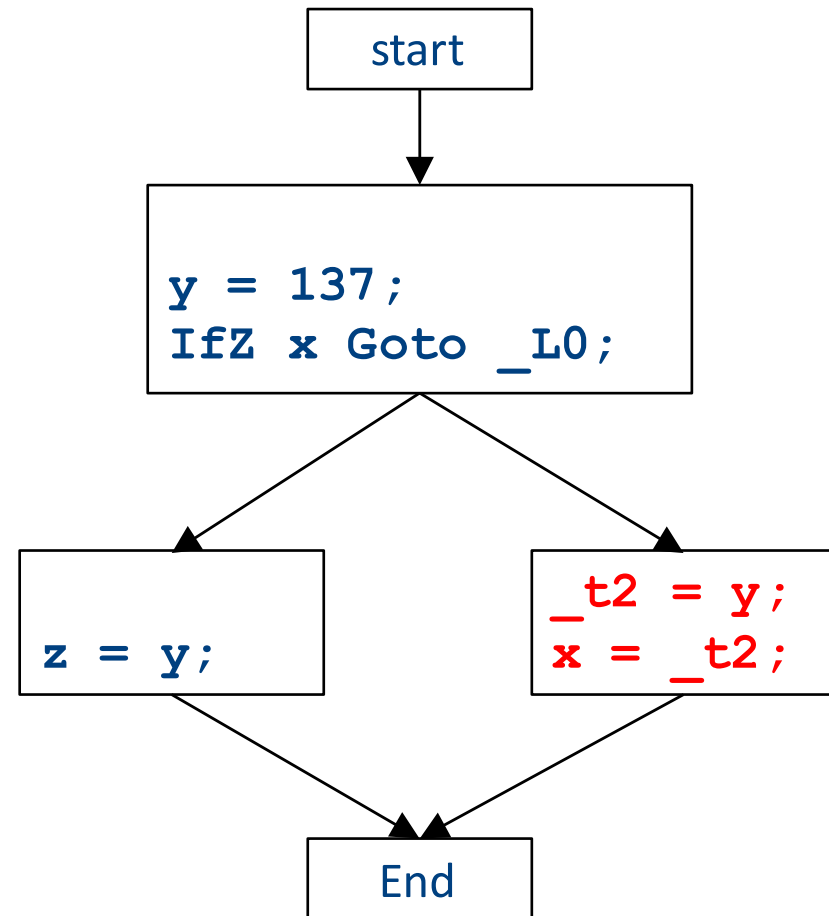 start
y = 137;
IfZ x Goto _L0;
z = y;
_t2 = y;
x = _t2;
End